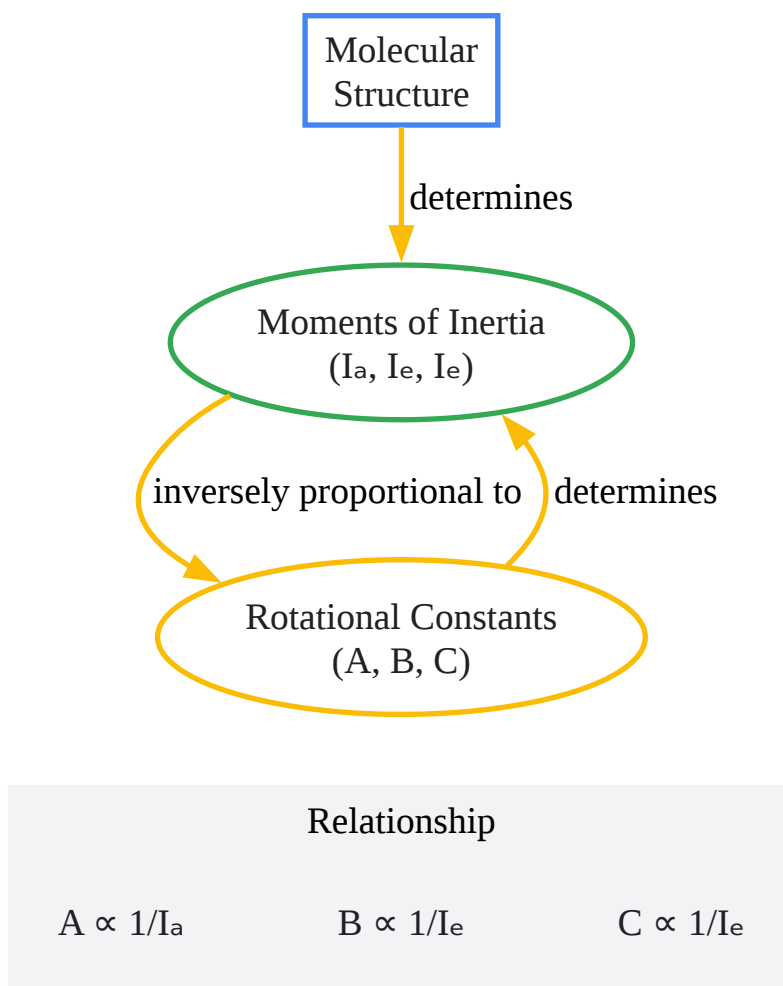 Molecular
Structure
determines
Moments of Inertia
(Iₐ, Iₑ, Iₑ)
inversely proportional to
determines
Rotational Constants
(A, B, C)
Relationship
A ∝ 1/Iₐ
B ∝ 1/Iₑ
C ∝ 1/Iₑ